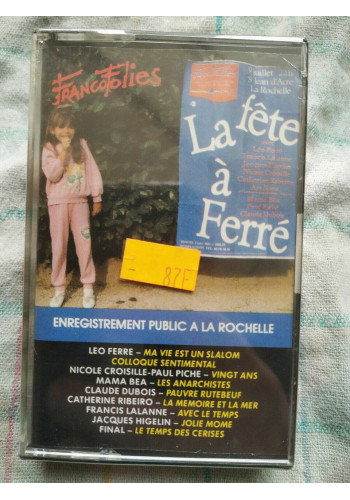 FRANCOFOLIES
La fête
à
Ferré
La Rochelle
87F
ENREGISTREMENT PUBLIC A LA ROCHELLE
LEO FERRE – MA VIE EST UN SLALOM
COLLOQUE SENTIMENTAL
NICOLE CROISILLE-PAUL PICHE – VINGT ANS
MAMA BEA – LES ANARCHISTES
CLAUDE DUBOIS – PAUVRE RUTEBEUF
CATHERINE RIBEIRO – LA MEMOIRE ET LA MER
FRANCIS LALANNE – AVEC LE TEMPS
JACQUES HIGELIN – JOLIE MOME
FINAL – LE TEMPS DES CERISES